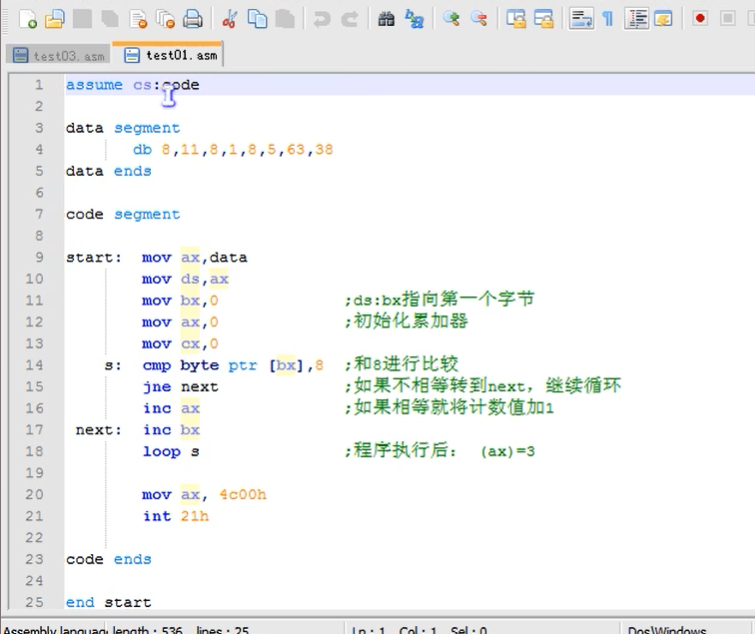 test03.asm test01.asm
1 assume cs:code
2
3 data segment
4 db 8,11,8,1,8,5,63,38
5 data ends
6
7 code segment
8
9 start: mov ax,data
10 mov ds,ax
11 mov bx,0 ;ds:bx指向第一个字节
12 mov ax,0 ;初始化累加器
13 mov cx,0
14 s: cmp byte ptr [bx],8 ;和8进行比较
15 jne next ;如果不相等转到next，继续循环
16 inc ax ;如果相等就将计数值加1
17 next: inc bx
18 loop s ;程序执行后： (ax)=3
19
20 mov ax, 4c00h
21 int 21h
22
23 code ends
24
25 end start
Assembly language length : 536 lines : 25 Ln : 1 Col : 1 Sel : 0 Dos\Windows